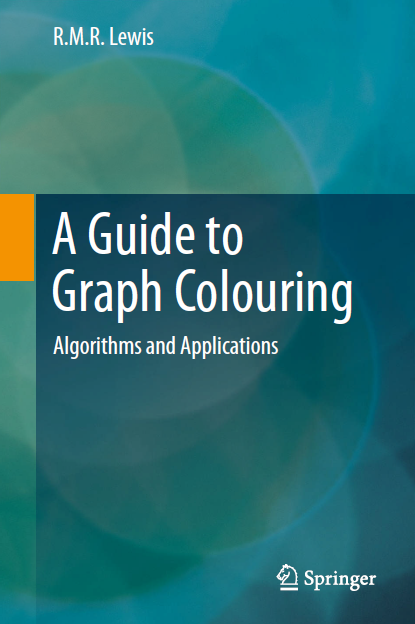 R.M.R. Lewis
A Guide to
Graph Colouring
Algorithms and Applications
Springer